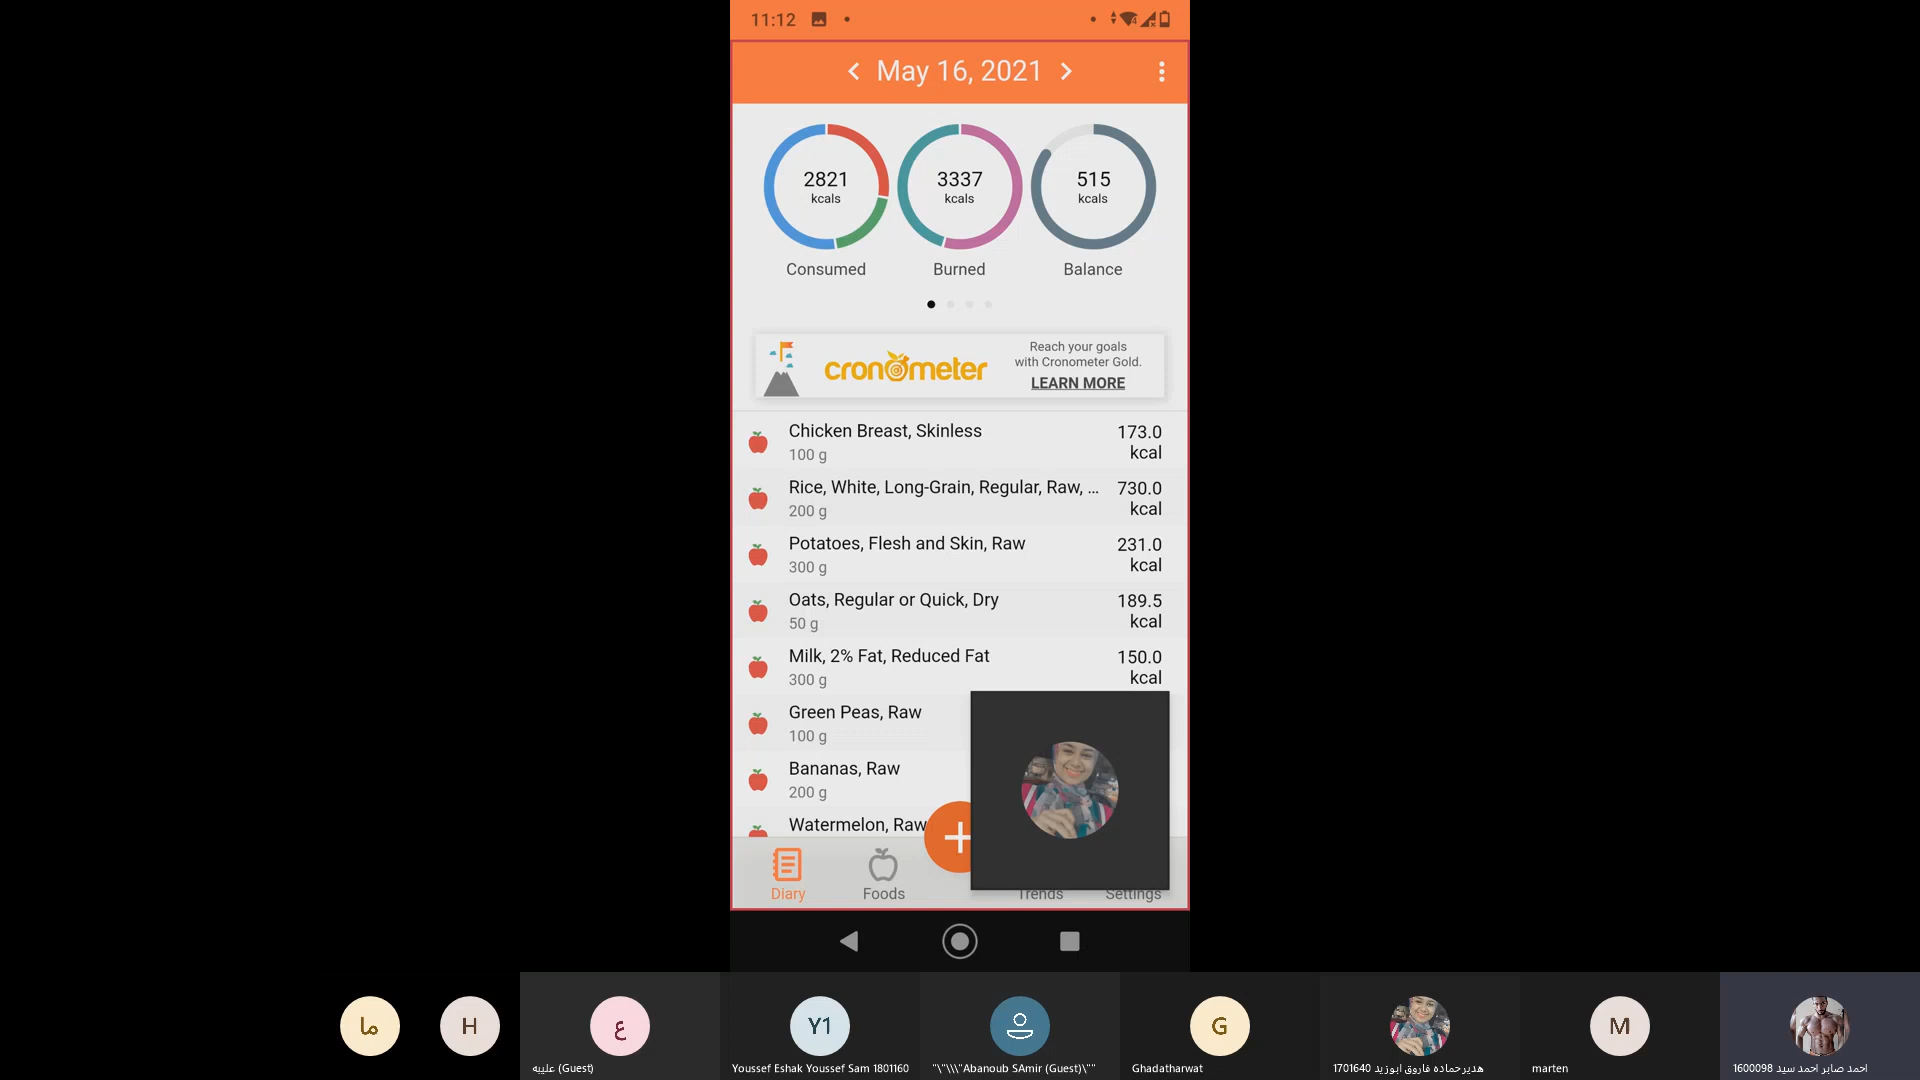 11:12
May 16, 2021
2821
kcals
Consumed
3337
kcals
Burned
515
kcals
Balance
cronometer
Reach your goals
with Cronometer Gold.
LEARN MORE
Chicken Breast, Skinless
100 g
173.0
kcal
Rice, White, Long-Grain, Regular, Raw, ...
200 g
730.0
kcal
Potatoes, Flesh and Skin, Raw
300 g
231.0
kcal
Oats, Regular or Quick, Dry
50 g
189.5
kcal
Milk, 2% Fat, Reduced Fat
300 g
150.0
kcal
Green Peas, Raw
100 g
Bananas, Raw
200 g
Watermelon, Raw
Diary
Foods
Trends
Settings
ما
H
ع
Y1
G
M
علييه (Guest)
Youssef Eshak Youssef Sam 1801160
"\"\\\"Abanoub SAmir (Guest)\""
Ghadatharwat
هديرحماده فاروق ابوزيد 1701640
marten
احمد صابر احمد سيد 1600098